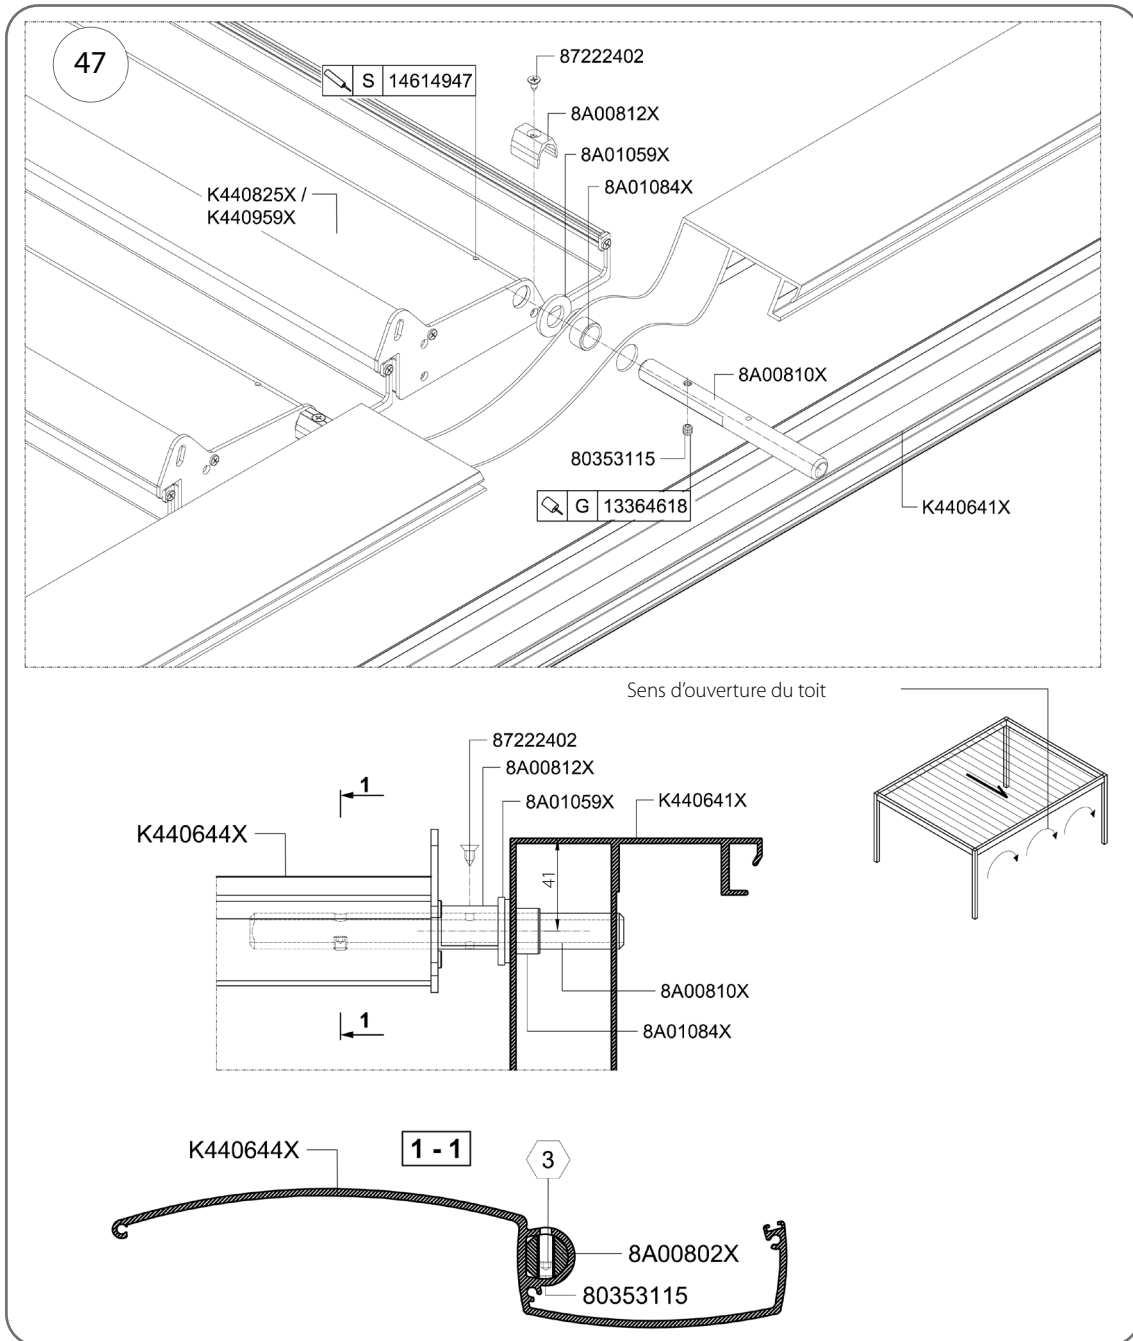 47
87222402
S 14614947
8A00812X
8A01059X
8A01084X
K440825X /
K440959X
8A00810X
80353115
G 13364618
K440641X
Sens d'ouverture du toit
87222402
8A00812X
1
8A01059X
K440641X
K440644X
41
8A00810X
1
8A01084X
K440644X
1 - 1
3
8A00802X
80353115